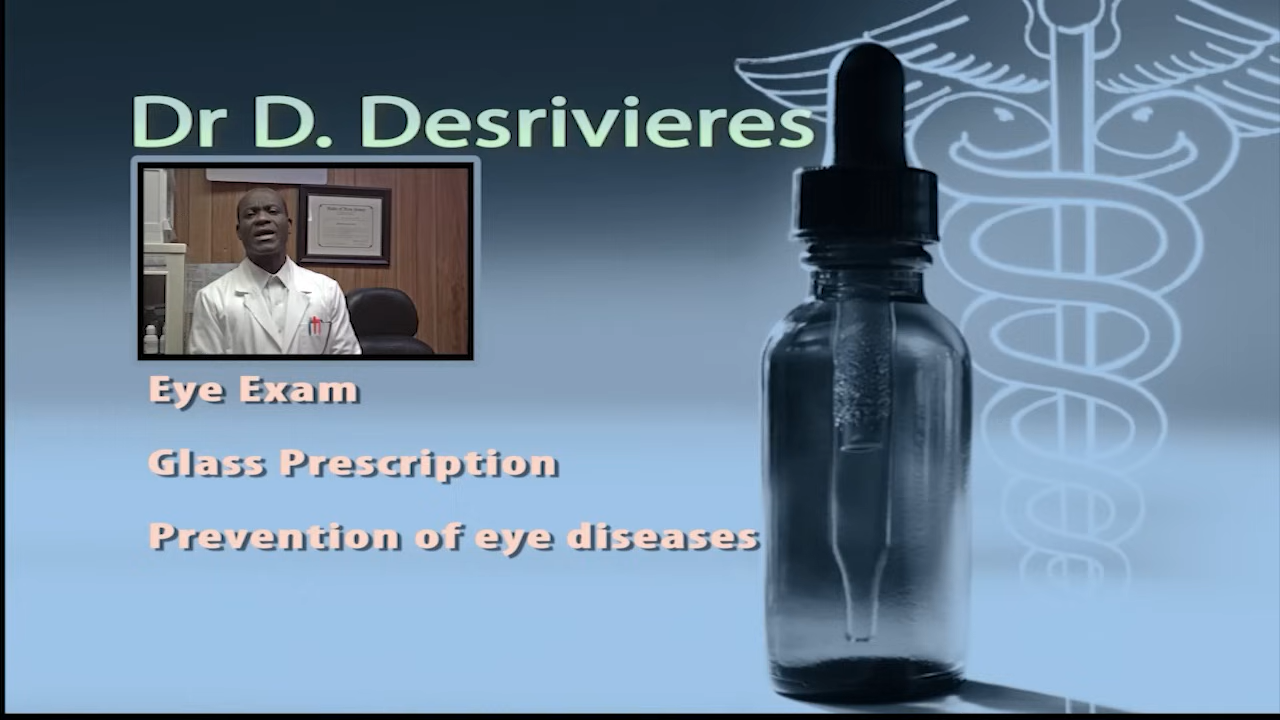 Dr D. Desrivieres
Eye Exam
Glass Prescription
Prevention of eye diseases